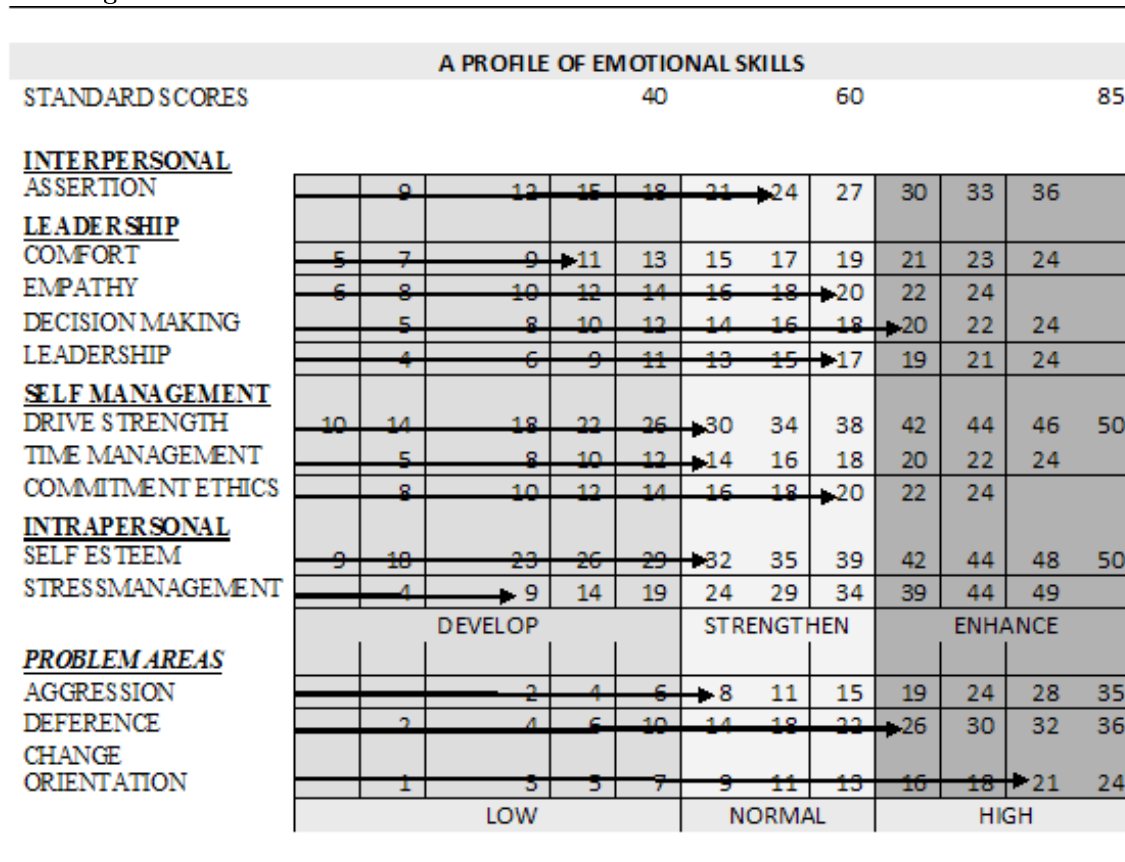 A PROFILE OF EMOTIONAL SKILLS
STANDARD SCORES 40 60 85
INTERPERSONAL
ASSERTION 9 12 15 18 21 24 27 30 33 36
LEADERSHIP
COMFORT 5 7 9 11 13 15 17 19 21 23 24
EMPATHY 6 8 10 12 14 16 18 20 22 24
DECISION MAKING 5 8 10 12 14 16 18 20 22 24
LEADERSHIP 4 6 9 11 13 15 17 19 21 24
SELF MANAGEMENT
DRIVE STRENGTH 10 14 18 22 26 30 34 38 42 44 46 50
TIME MANAGEMENT 5 8 10 12 14 16 18 20 22 24
COMMITMENT ETHICS 8 10 12 14 16 18 20 22 24
INTRAPERSONAL
SELF ESTEEM 9 18 23 26 29 32 35 39 42 44 48 50
STRESSMANAGEMENT 4 9 14 19 24 29 34 39 44 49
DEVELOP STRENGTHEN ENHANCE
PROBLEM AREAS
AGGRESSION 2 4 6 8 11 15 19 24 28 35
DEFERENCE 2 4 6 10 14 18 22 26 30 32 36
CHANGE
ORIENTATION 1 5 7 9 11 13 16 18 21 24
LOW NORMAL HIGH